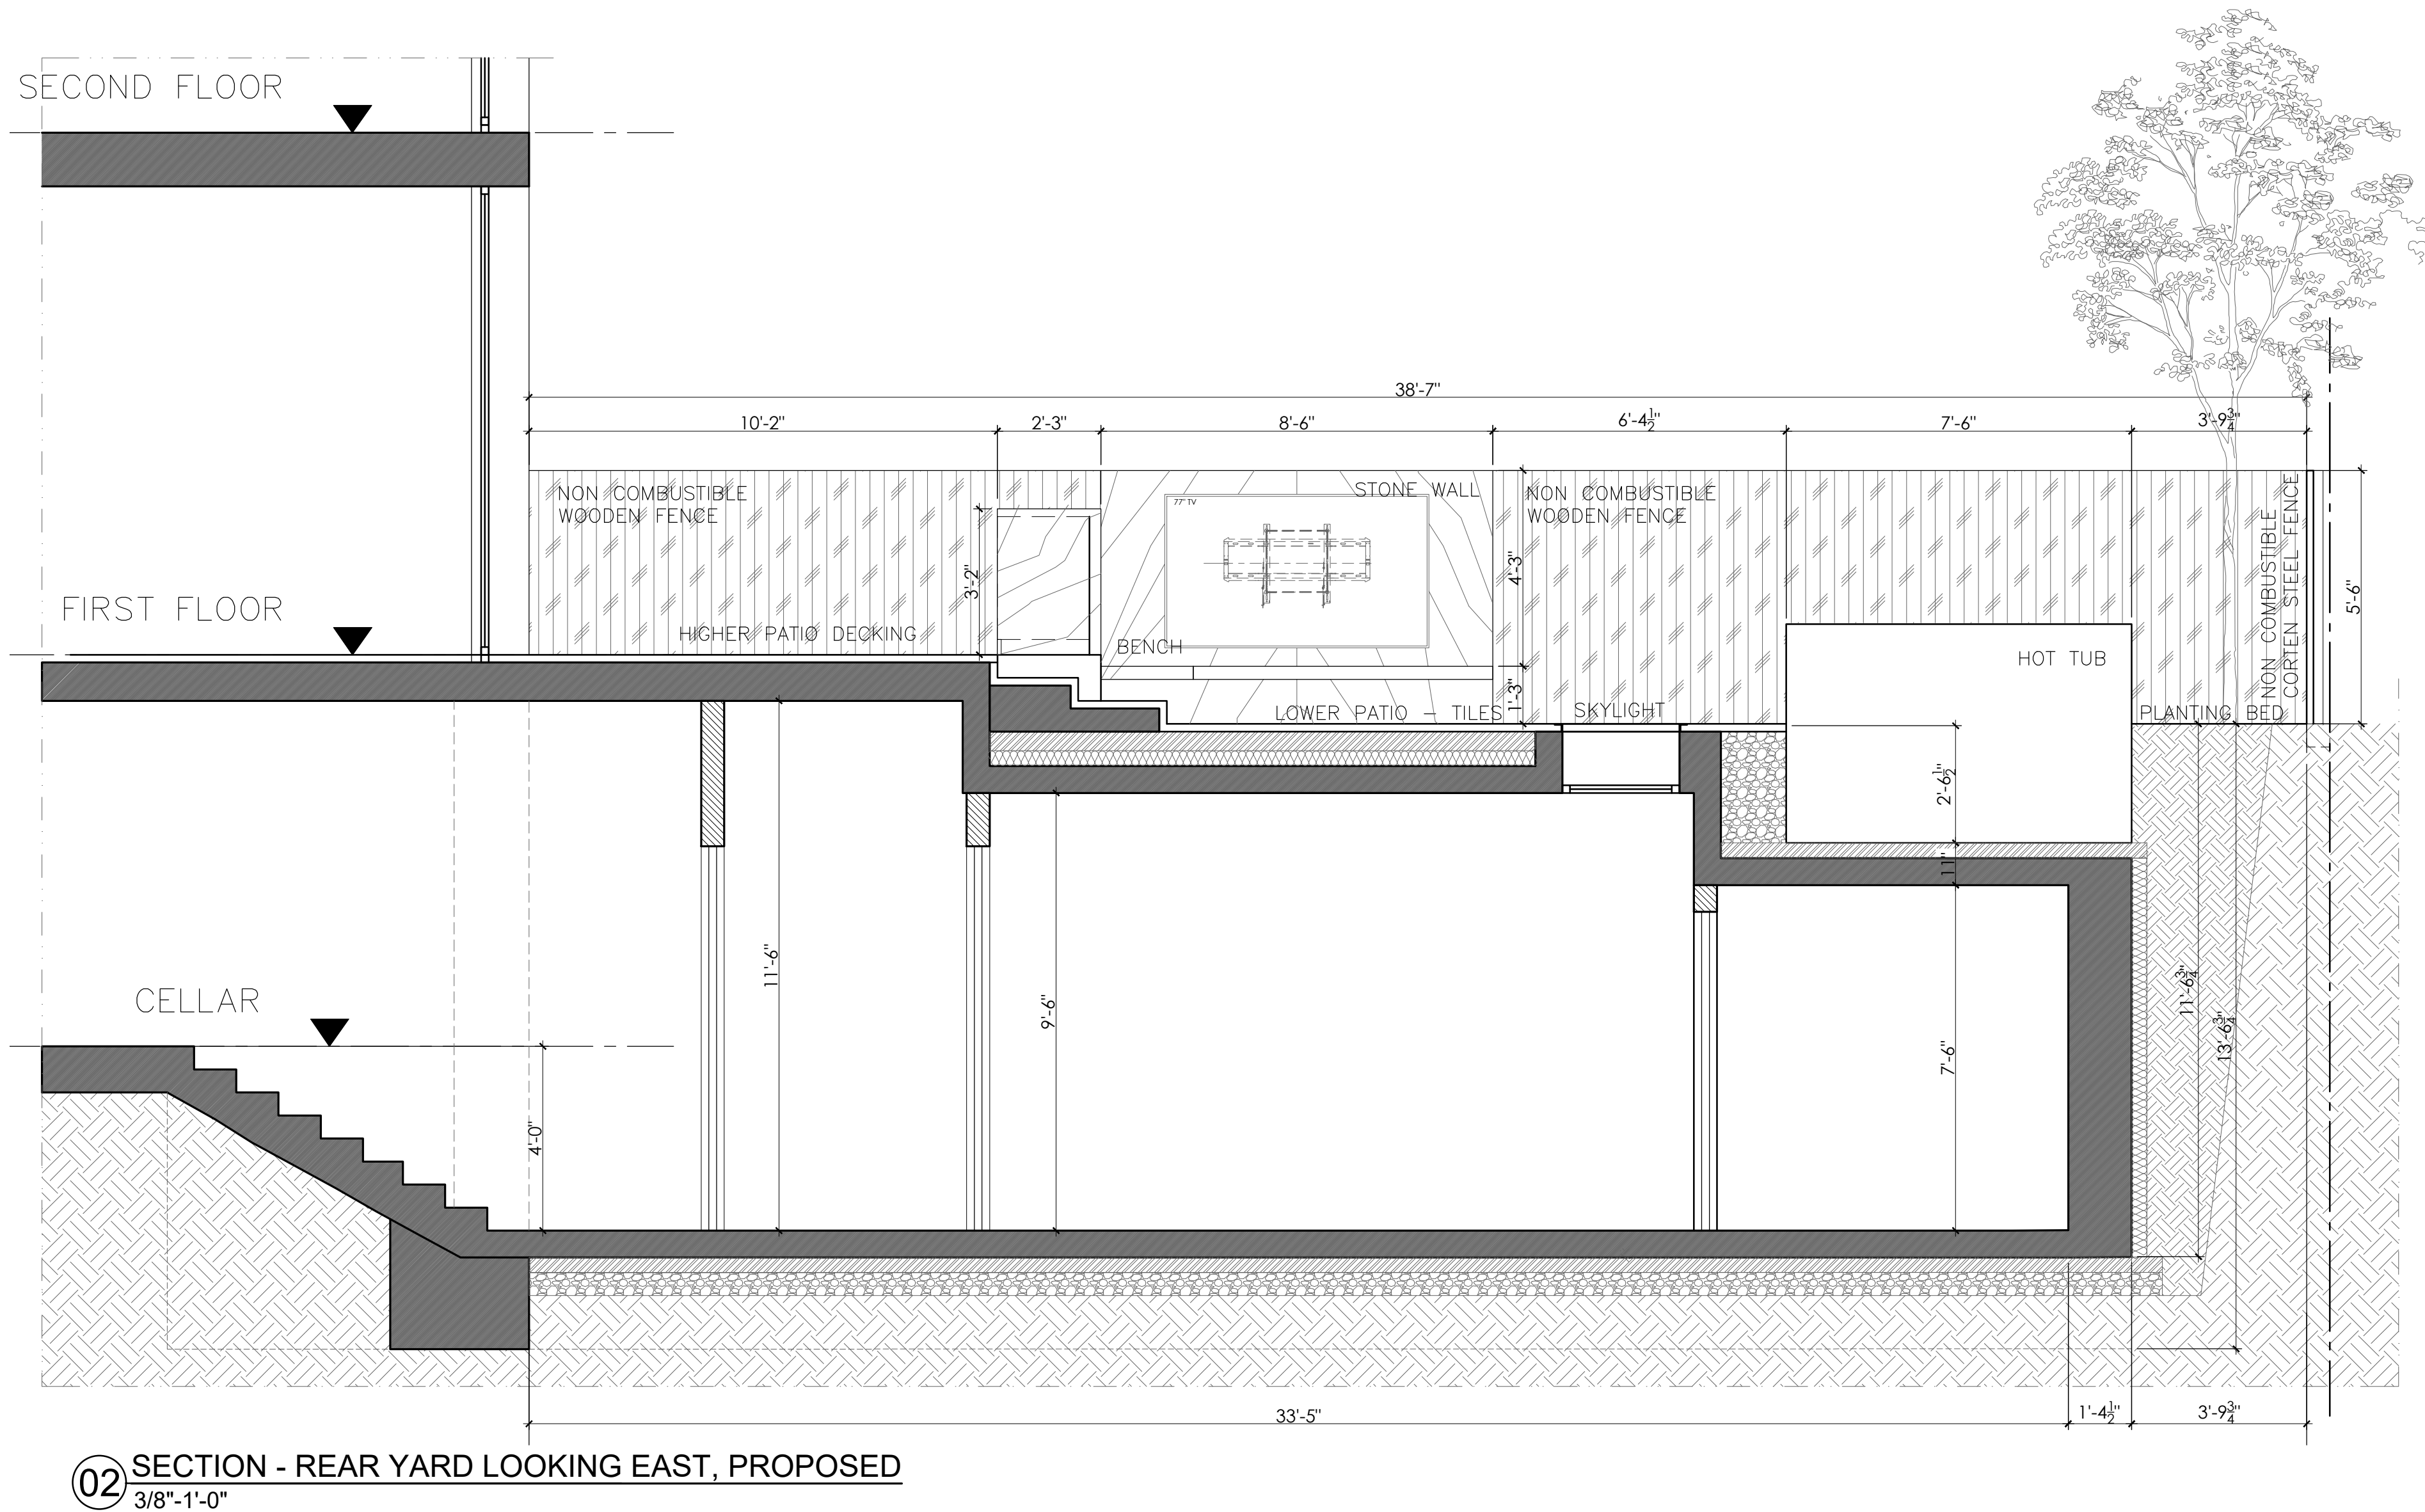 SECOND FLOOR
38'-7"
10'-2"
2'-3"
8'-6"
6'-4½"
7'-6"
3'-9¾"
NON COMBUSTIBLE
WOODEN FENCE
77" TV
STONE WALL
NON COMBUSTIBLE
WOODEN FENCE
NON COMBUSTIBLE
CORTEN STEEL FENCE
3'-2"
4'-3"
5'-6"
FIRST FLOOR
HIGHER PATIO DECKING
BENCH
HOT TUB
1'-3"
LOWER PATIO – TILES
SKYLIGHT
PLANTING BED
2'-6½"
11"
CELLAR
11'-6"
9'-6"
7'-6"
11'-6¾"
13'-6¾"
4'-0"
33'-5"
1'-4½"
3'-9¾"
02
SECTION - REAR YARD LOOKING EAST, PROPOSED
3/8"-1'-0"